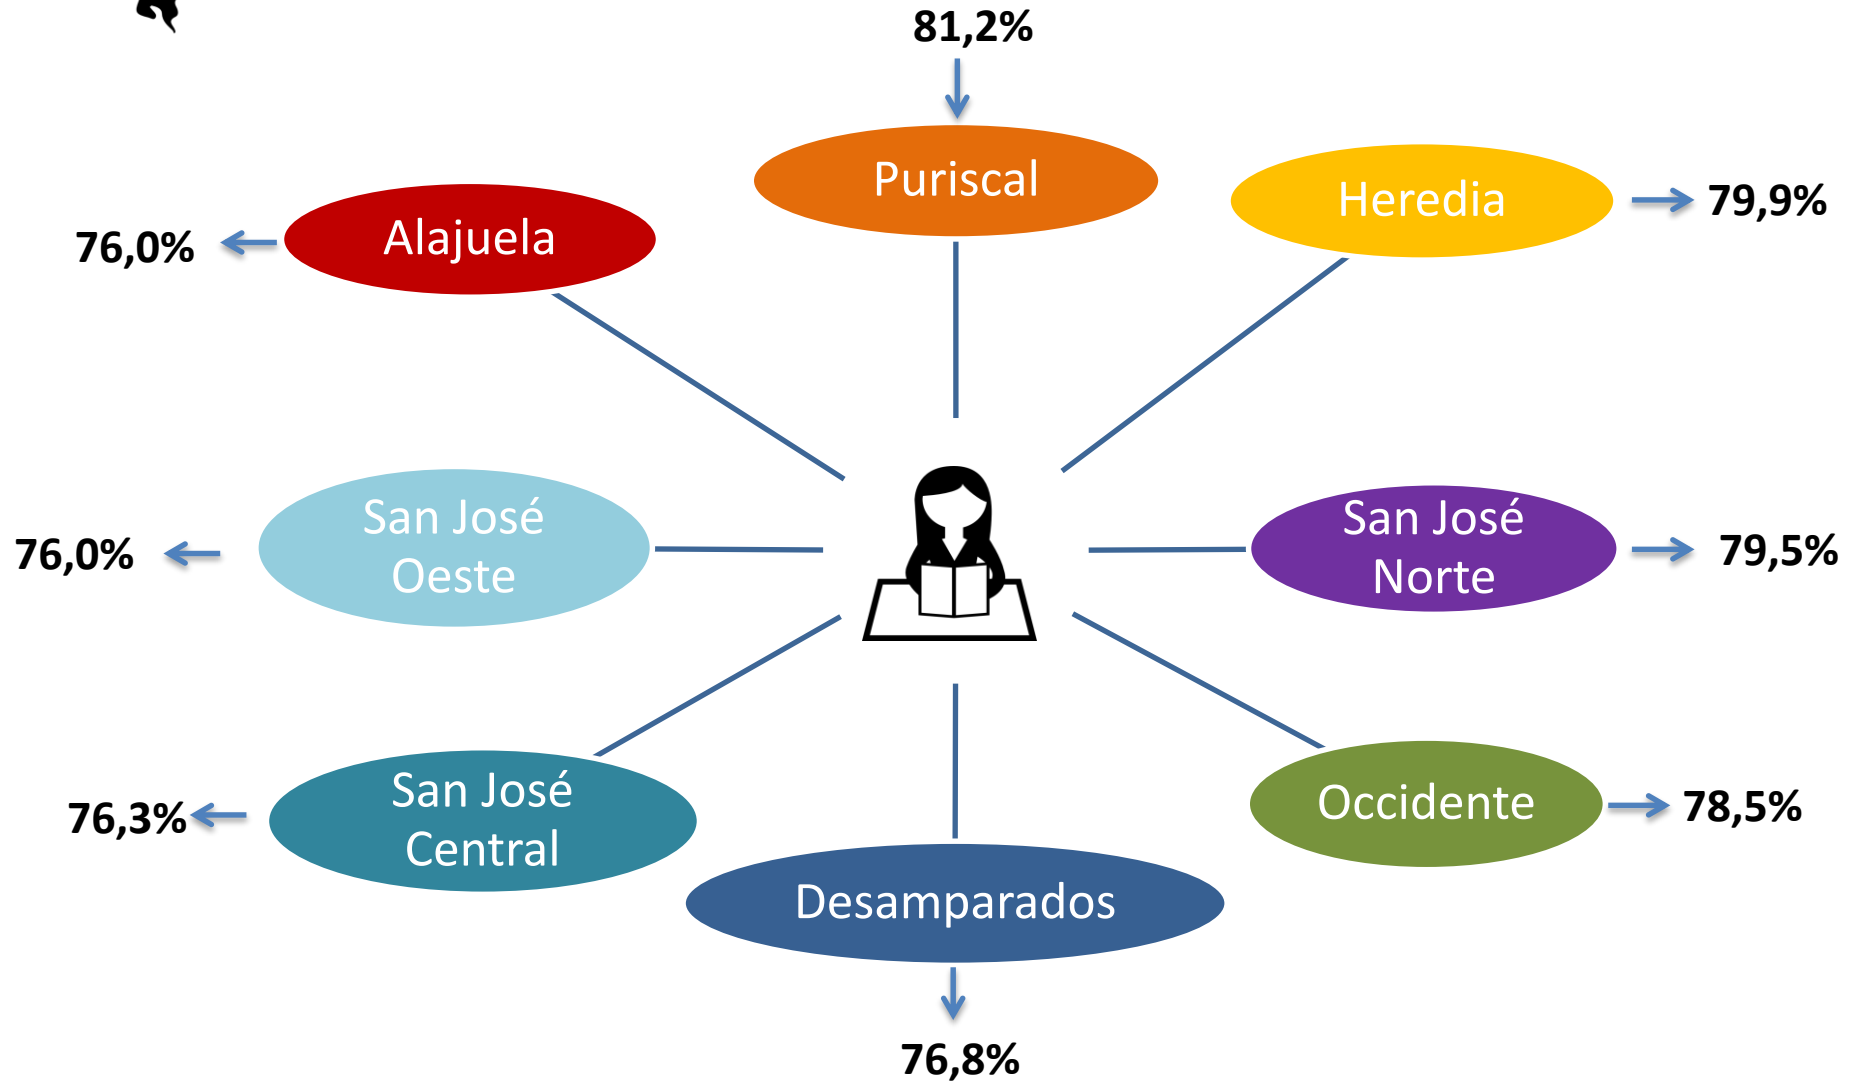 81,2%
Puriscal
Heredia
79,9%
Alajuela
76,0%
San José
Norte
79,5%
San José
Oeste
76,0%
Occidente
78,5%
San José
Central
76,3%
Desamparados
76,8%